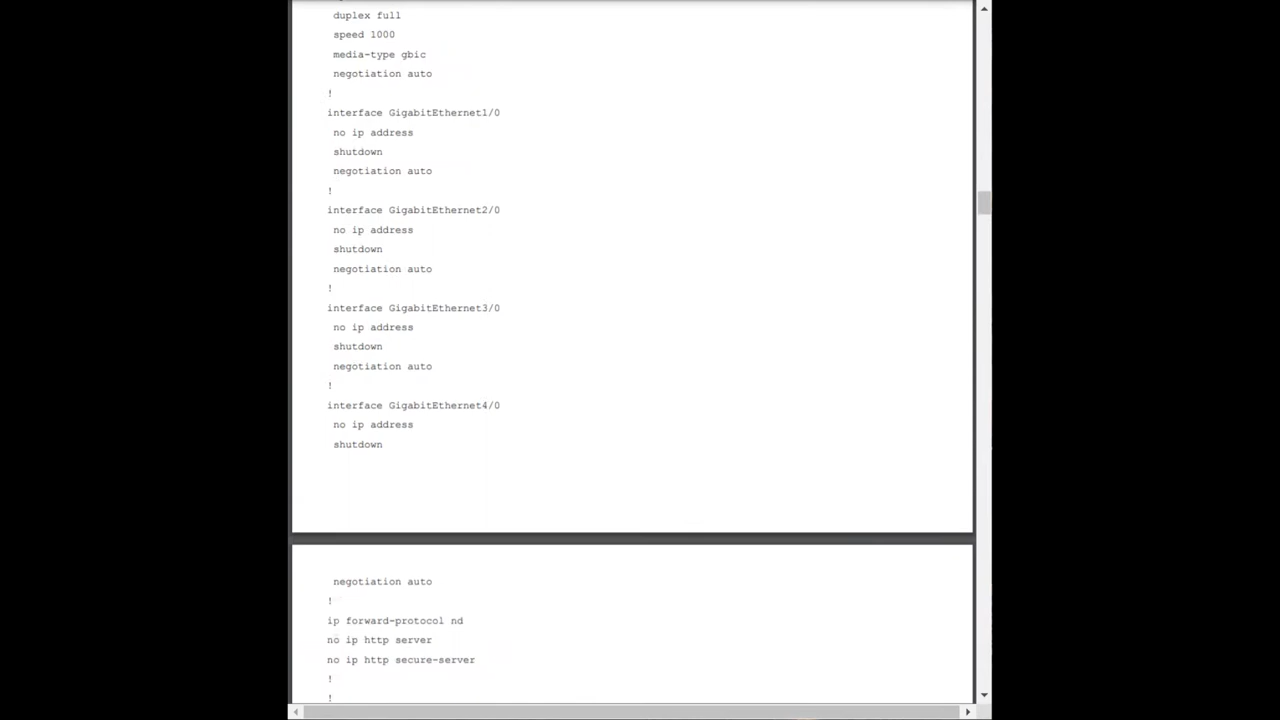 duplex full
speed 1000
media-type gbic
negotiation auto
!
interface GigabitEthernet1/0
no ip address
shutdown
negotiation auto
!
interface GigabitEthernet2/0
no ip address
shutdown
negotiation auto
!
interface GigabitEthernet3/0
no ip address
shutdown
negotiation auto
!
interface GigabitEthernet4/0
no ip address
shutdown
negotiation auto
!
ip forward-protocol nd
no ip http server
no ip http secure-server
!
!